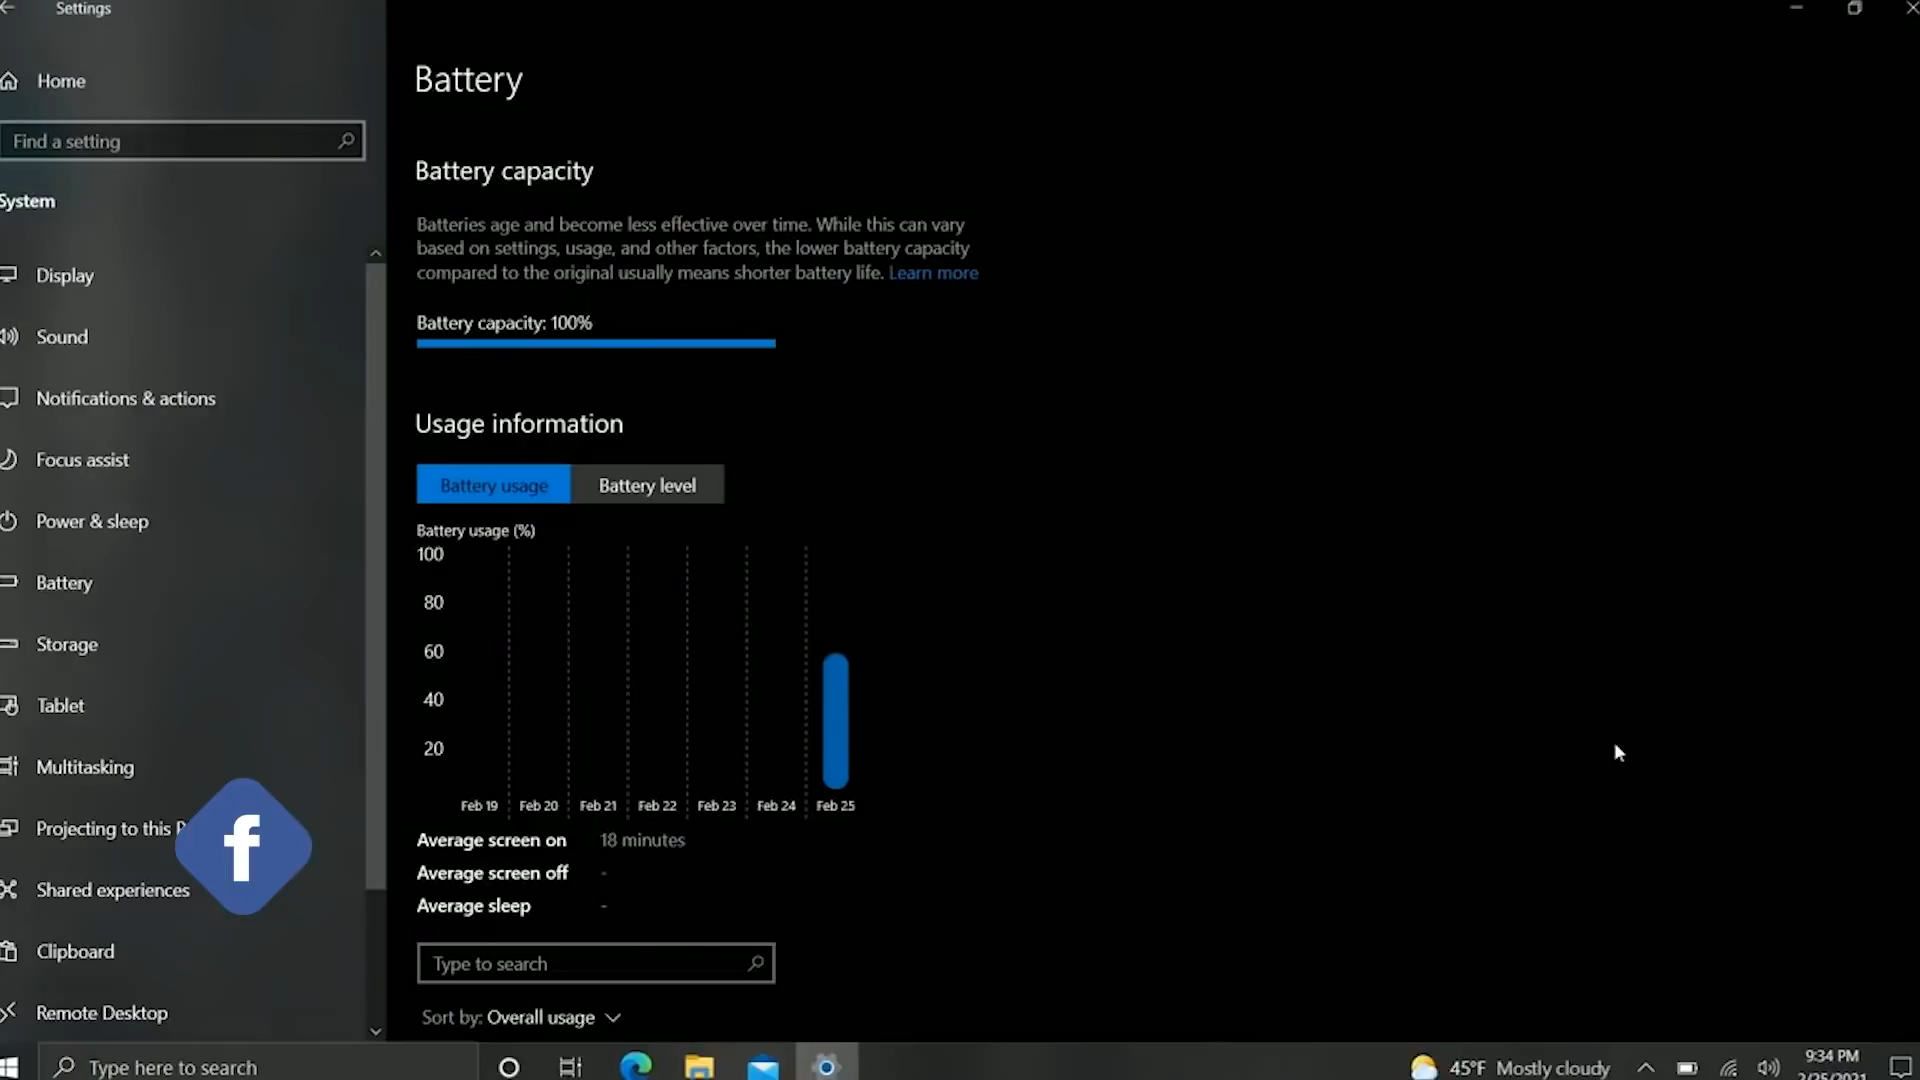 Settings
Home
Find a setting
System
Display
Sound
Notifications & actions
Focus assist
Power & sleep
Battery
Storage
Tablet
Multitasking
Projecting to this P
f
Shared experiences
Clipboard
Remote Desktop
Battery
Battery capacity
Batteries age and become less effective over time. While this can vary
based on settings, usage, and other factors, the lower battery capacity
compared to the original usually means shorter battery life. Learn more
Battery capacity: 100%
Usage information
Battery usage Battery level
Battery usage (%)
100
80
60
40
20
Feb 19 Feb 20 Feb 21 Feb 22 Feb 23 Feb 24 Feb 25
Average screen on 18 minutes
Average screen off -
Average sleep -
Type to search
Sort by: Overall usage
Type here to search
45°F Mostly cloudy
9:34 PM
2/25/2021